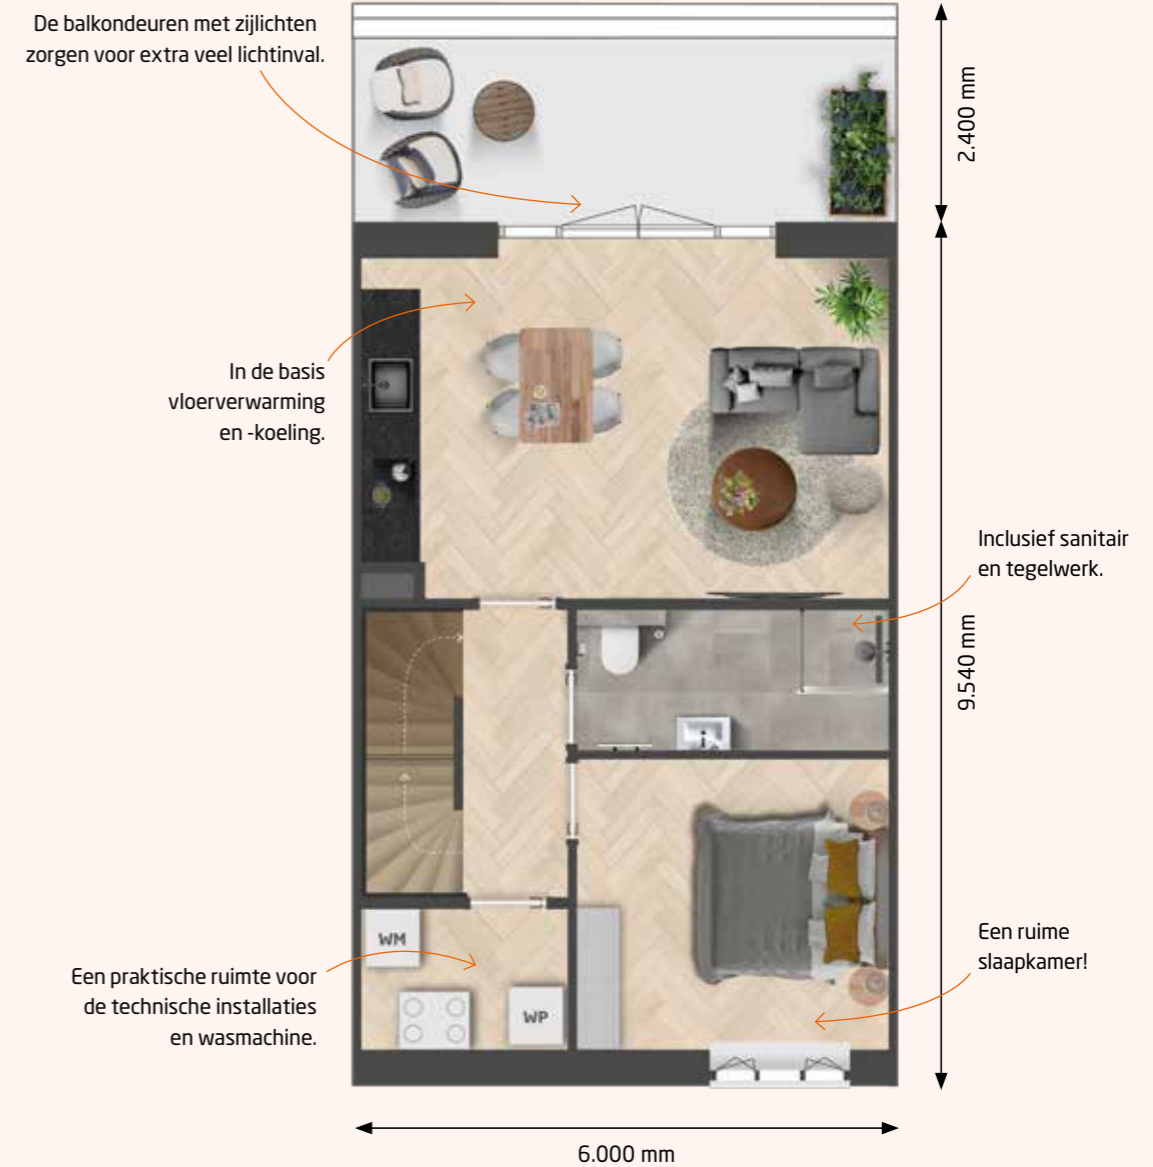 De balkondeuren met zijlichten
zorgen voor extra veel lichtinval.
2.400 mm
In de basis
vloerverwarming
en -koeling.
Inclusief sanitair
en tegelwerk.
9.540 mm
WM
Een praktische ruimte voor
de technische installaties
en wasmachine.
WP
Een ruime
slaapkamer!
6.000 mm